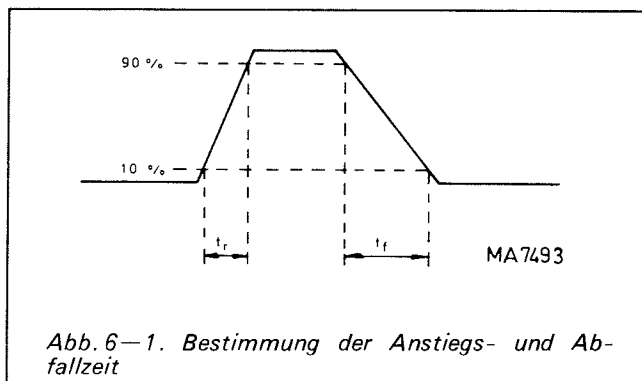 90 %
10 %
tr
tf
MA7493
Abb. 6—1. Bestimmung der Anstiegs- und Ab-
fallzeit